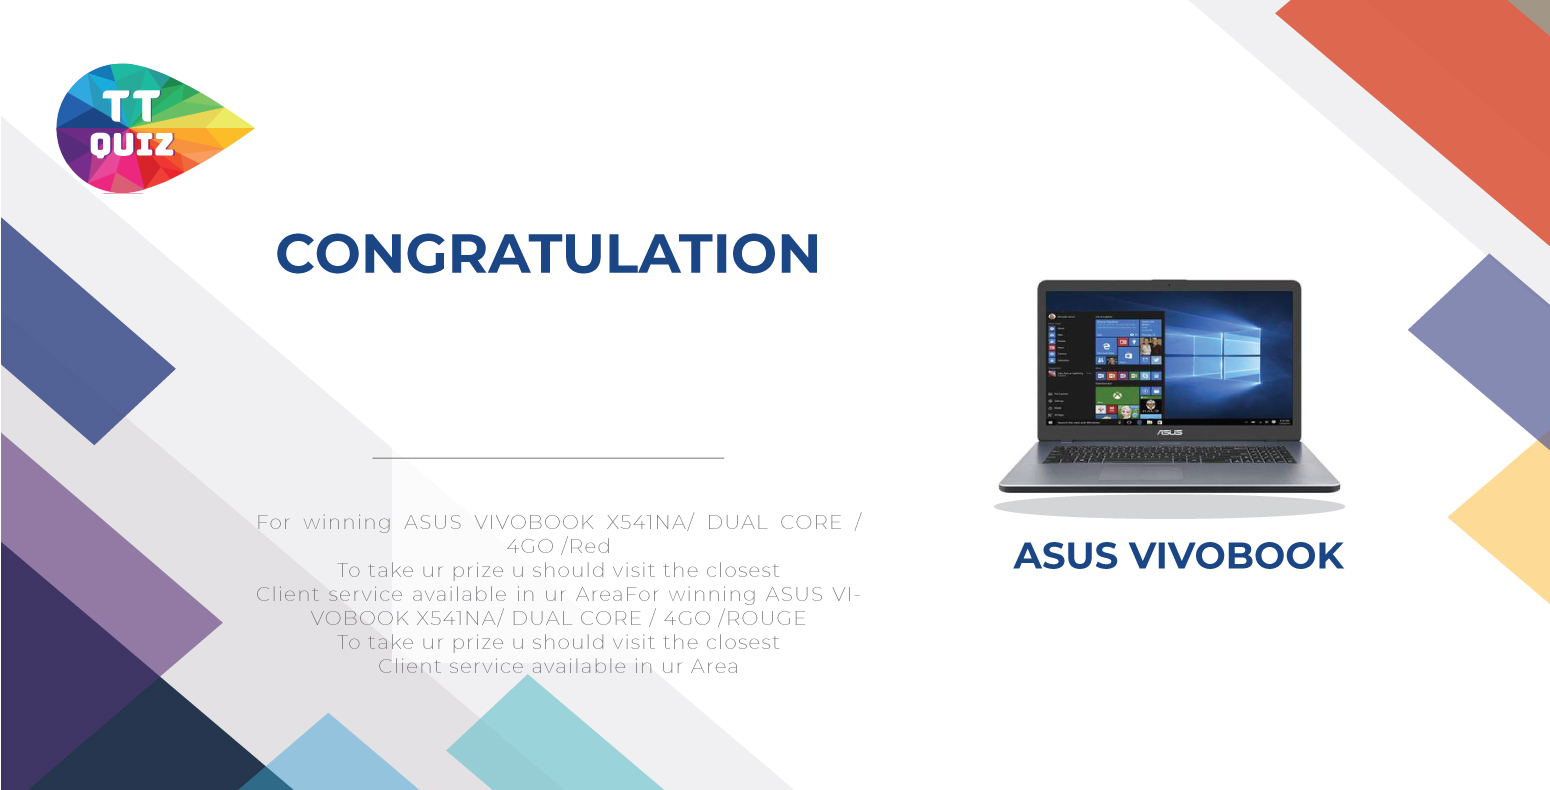 TT
QUIZ
CONGRATULATION
For winning ASUS VIVOBOOK X541NA/ DUAL CORE /
4GO /Red
To take ur prize u should visit the closest
Client service available in ur AreaFor winning ASUS VI-
VOBOOK X541NA/ DUAL CORE / 4GO /ROUGE
To take ur prize u should visit the closest
Client service available in ur Area
ASUS
ASUS VIVOBOOK